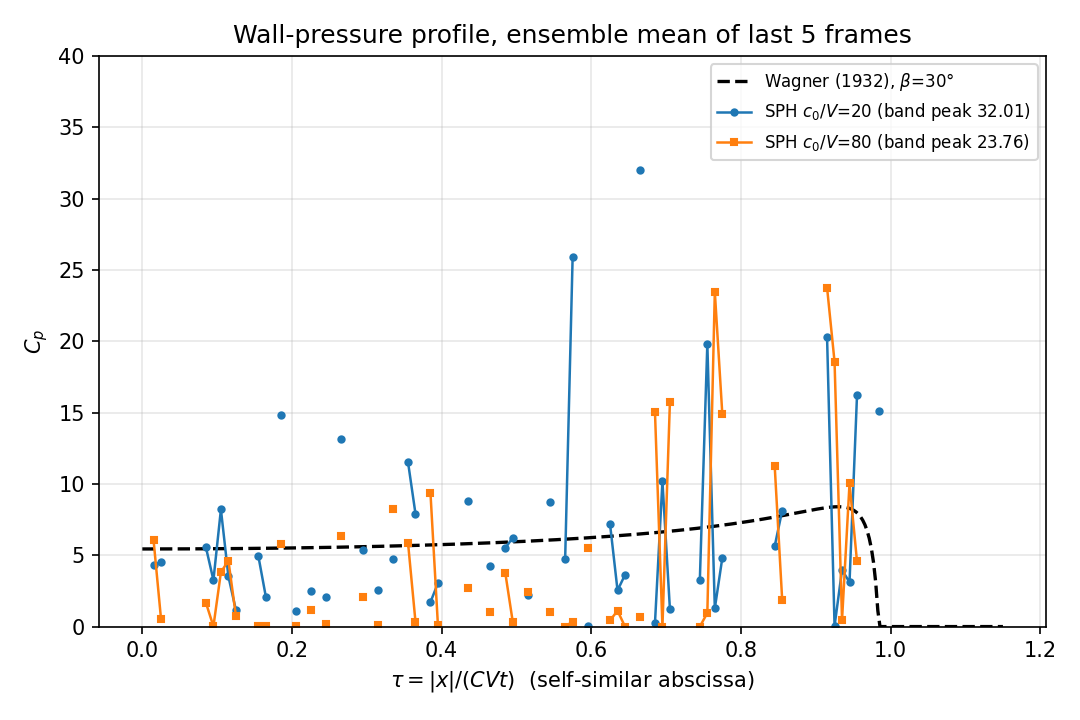 Wall-pressure profile, ensemble mean of last 5 frames
40
35
30
25
20
15
10
5
0
C_p
Wagner (1932), β=30°
SPH c₀/V=20 (band peak 32.01)
SPH c₀/V=80 (band peak 23.76)
0.0 0.2 0.4 0.6 0.8 1.0 1.2
τ = |x|/(CVt) (self-similar abscissa)